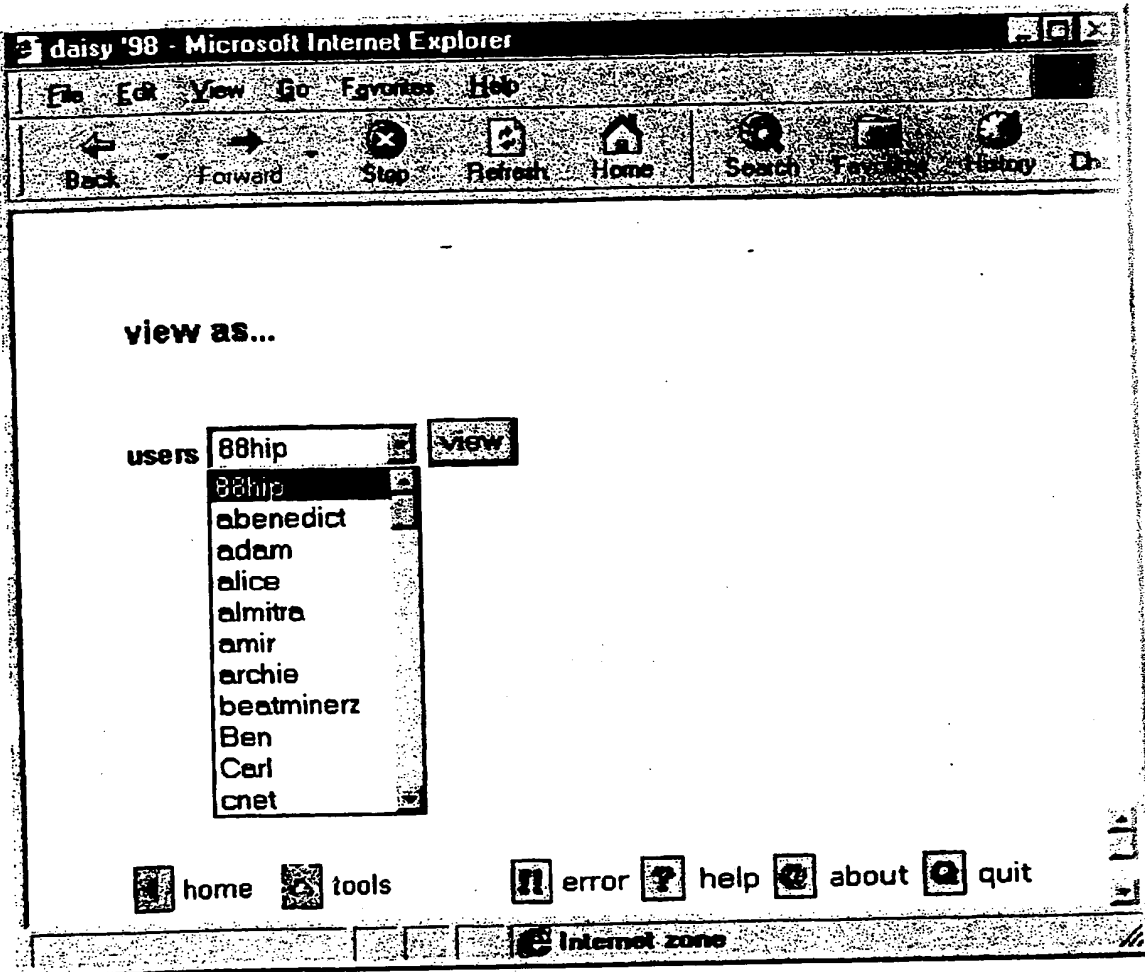 daisy '98 - Microsoft Internet Explorer
File Edit View Go Favorites Help
Back Forward Stop Refresh Home Search Favorites History Ch
view as...
users 88hip view
88hip
abenedict
adam
alice
almitra
amir
archie
beatminerz
Ben
Carl
cnet
home tools error help about quit
Internet zone